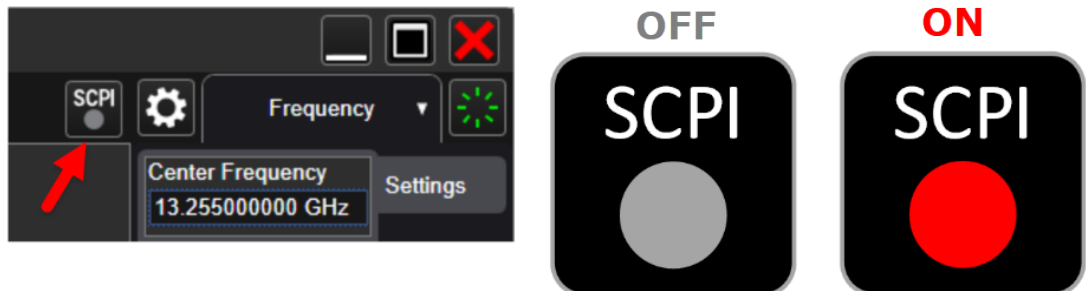 SCPI
Frequency
Center Frequency
13.255000000 GHz
Settings
OFF
SCPI
ON
SCPI